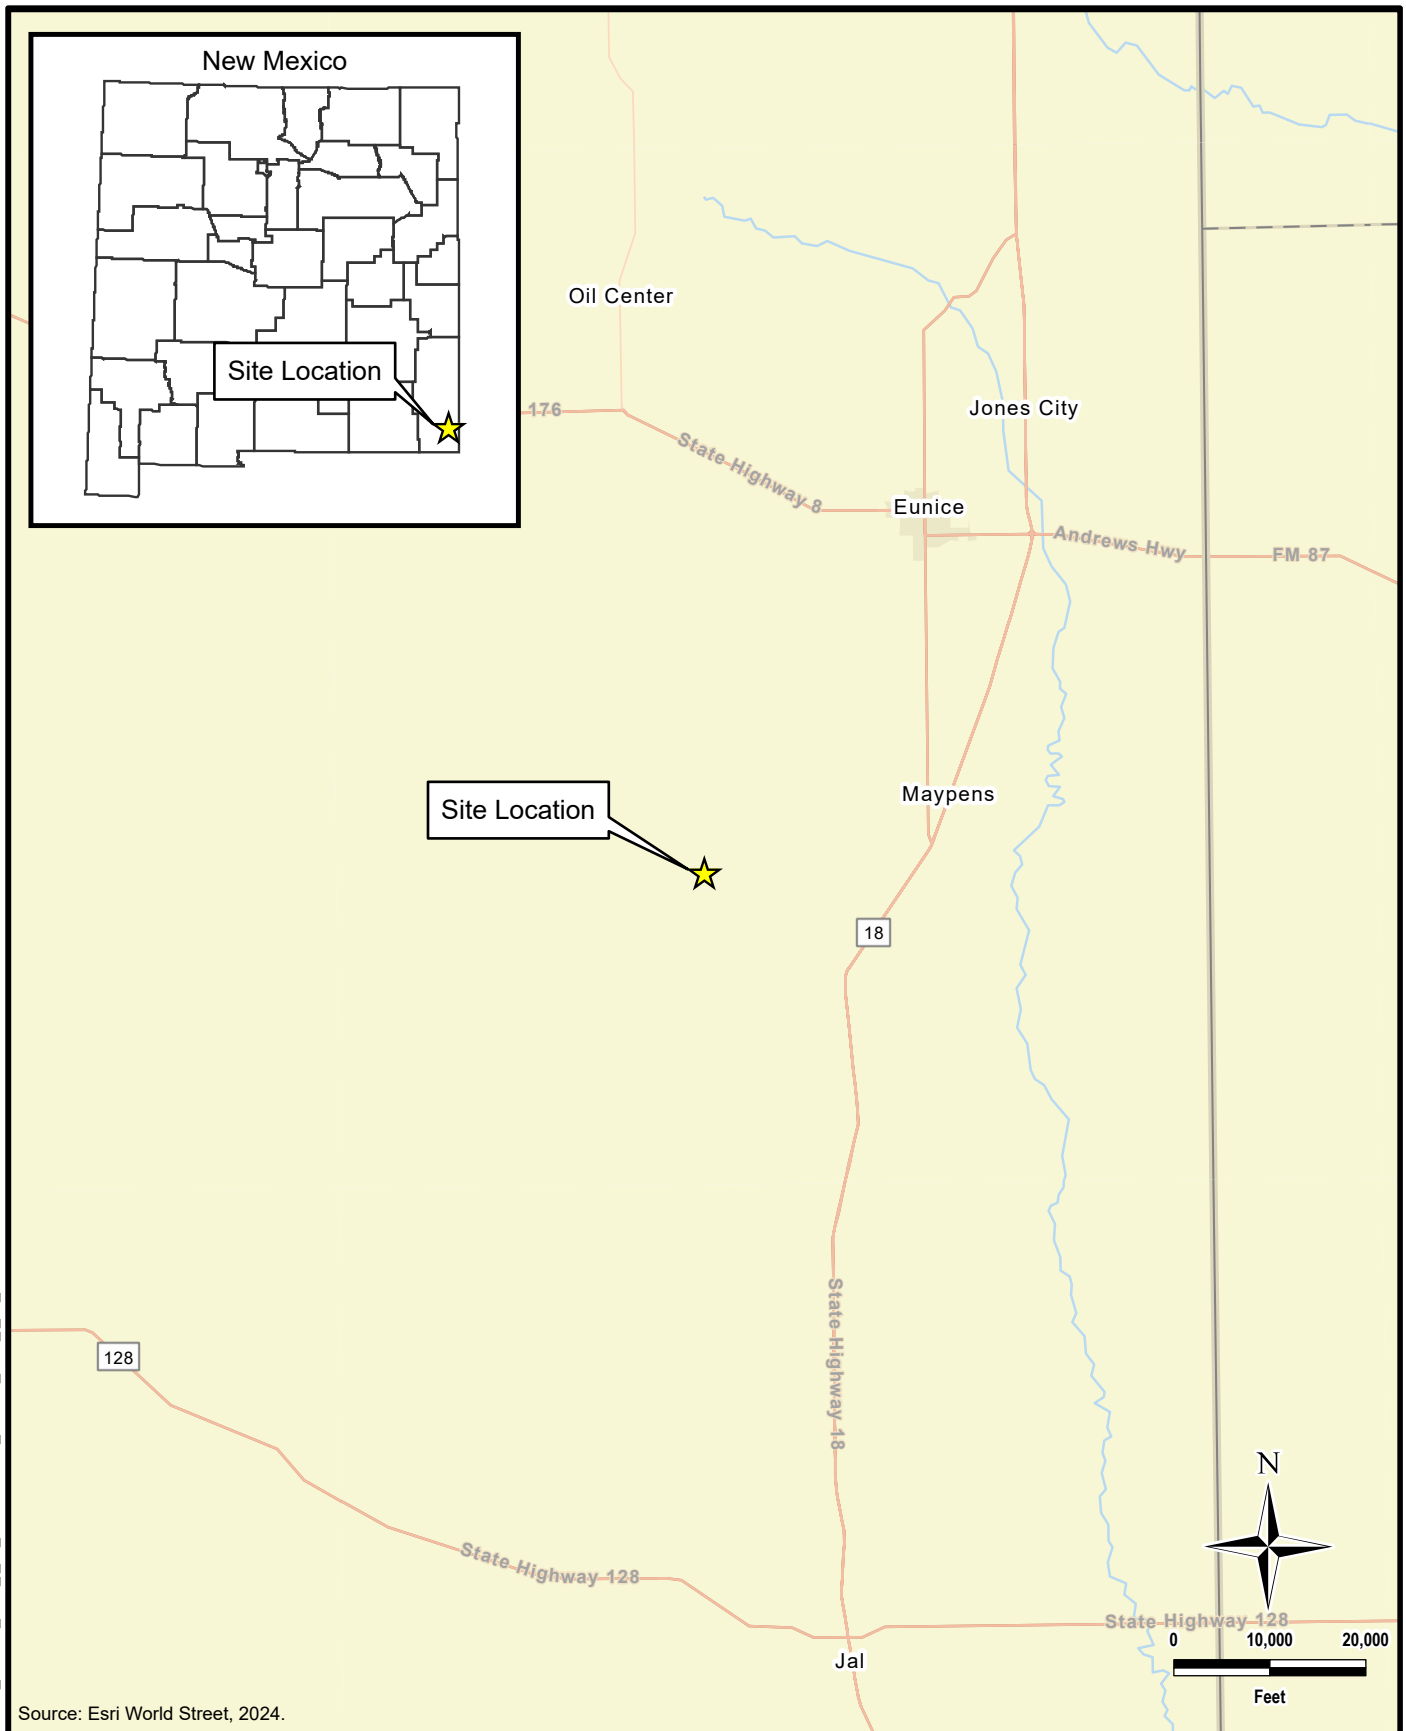 New Mexico
Site Location
Oil Center
176
Jones City
State Highway 8
Eunice
Andrews Hwy
FM 87
Maypens
Site Location
18
State Highway 18
128
N
State Highway 128
State Highway 128
0 10,000 20,000
Jal
Feet
Source: Esri World Street, 2024.